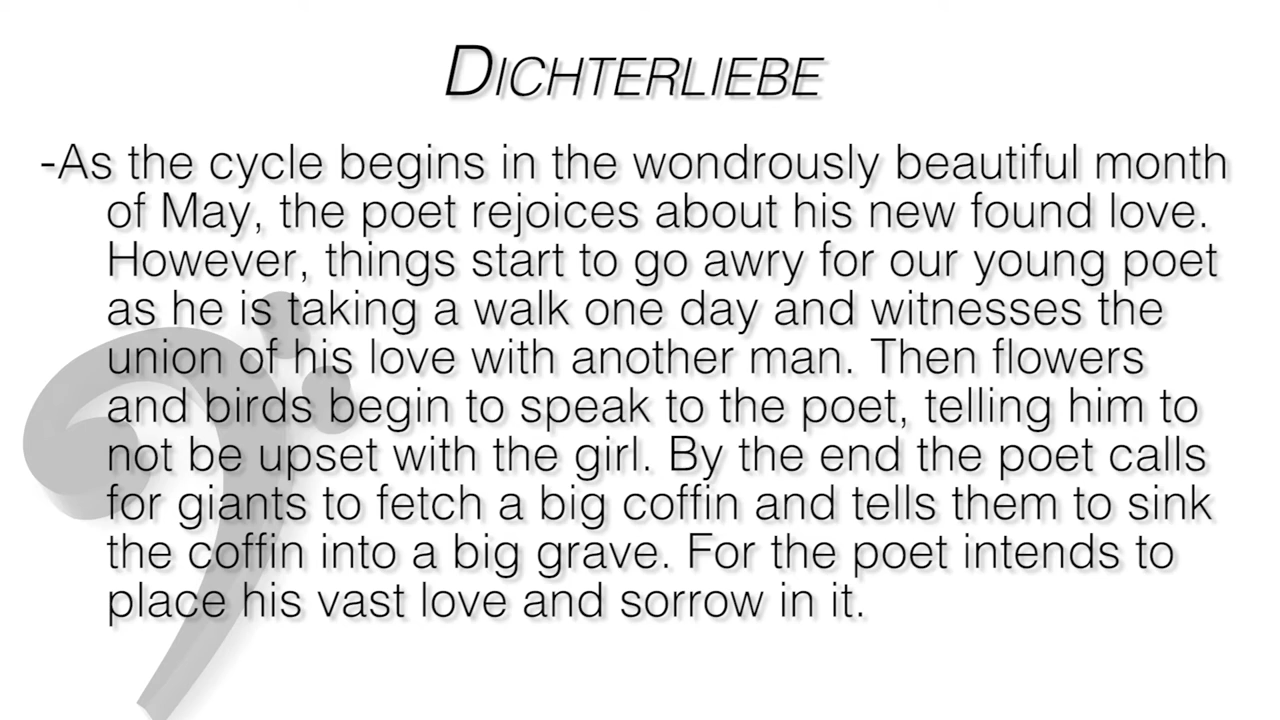 DICHTERLIEBE
-As the cycle begins in the wondrously beautiful month
of May, the poet rejoices about his new found love.
However, things start to go awry for our young poet
as he is taking a walk one day and witnesses the
union of his love with another man. Then flowers
and birds begin to speak to the poet, telling him to
not be upset with the girl. By the end the poet calls
for giants to fetch a big coffin and tells them to sink
the coffin into a big grave. For the poet intends to
place his vast love and sorrow in it.